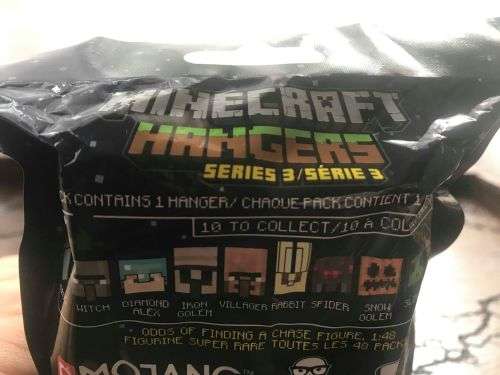 MINECRAFT
HANGERS
SERIES 3/SÉRIE 3
CONTAINS 1 HANGER/ CHAQUE PACK CONTIENT 1
10 TO COLLECT/10 À COL
WITCH DIAMOND ALEX IRON GOLEM VILLAGER RABBIT SPIDER SNOW GOLEM
* ODDS OF FINDING A CHASE FIGURE, 1:48
FIGURINE SUPER RARE TOUTES LES 48 PACK
MOJANG™